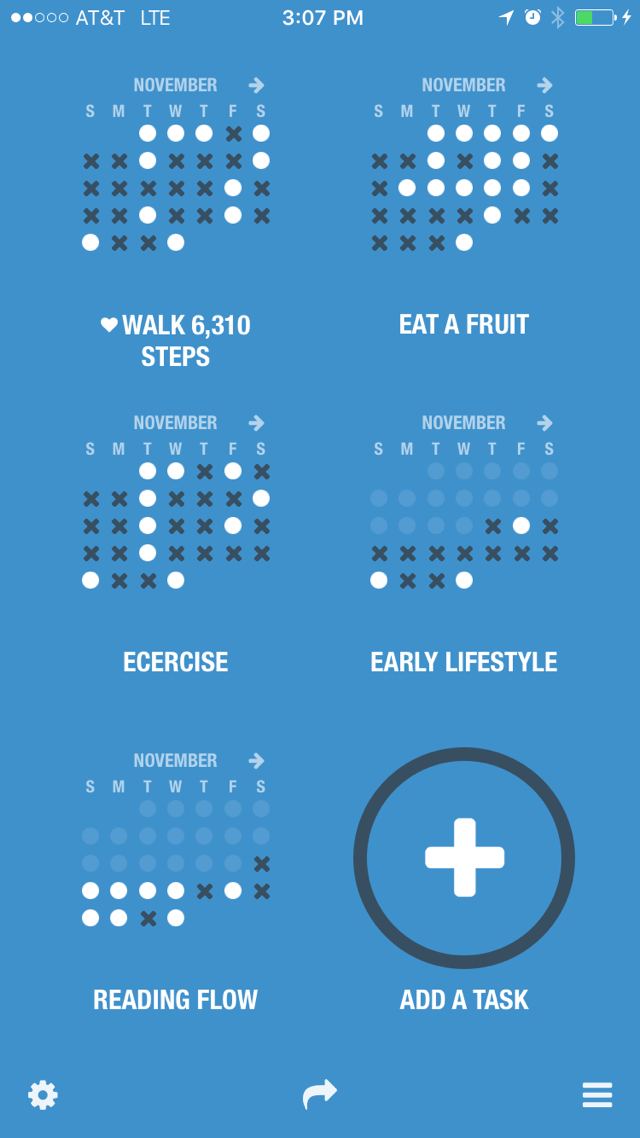 AT&T LTE 3:07 PM
NOVEMBER
S M T W T F S
WALK 6,310
STEPS
NOVEMBER
S M T W T F S
EAT A FRUIT
NOVEMBER
S M T W T F S
ECERCISE
NOVEMBER
S M T W T F S
EARLY LIFESTYLE
NOVEMBER
S M T W T F S
READING FLOW
ADD A TASK